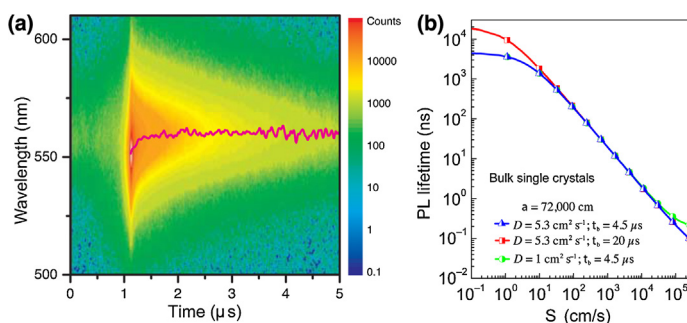 (a)
600
550
500
Wavelength (nm)
0
1
2
3
4
5
Time (μs)
Counts
10000
1000
100
10
1
0.1
(b)
10⁴
10³
10²
10¹
10⁰
10⁻¹
10⁻²
PL lifetime (ns)
Bulk single crystals
a = 72,000 cm
D = 5.3 cm² s⁻¹; t_b = 4.5 μs
D = 5.3 cm² s⁻¹; t_b = 20 μs
D = 1 cm² s⁻¹; t_b = 4.5 μs
10⁻¹
10⁰
10¹
10²
10³
10⁴
10⁵
S (cm/s)